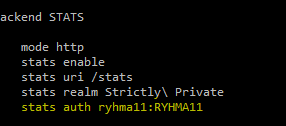 ackend STATS
mode http
stats enable
stats uri /stats
stats realm Strictly\ Private
stats auth ryhma11:RYHMA11